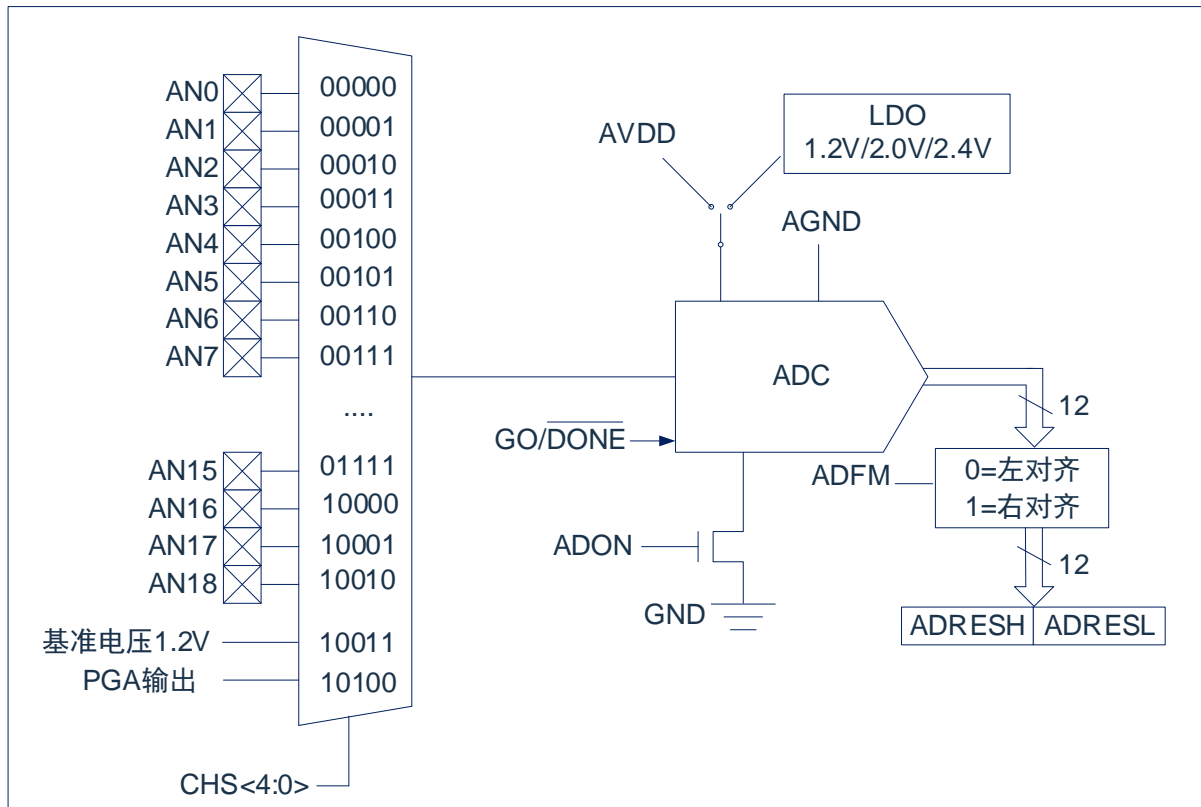 AN0 00000
AN1 00001
AN2 00010
AN3 00011
AN4 00100
AN5 00101
AN6 00110
AN7 00111
....
AN15 01111
AN16 10000
AN17 10001
AN18 10010
基准电压1.2V 10011
PGA输出 10100
CHS<4:0>
AVDD
LDO
1.2V/2.0V/2.4V
AGND
ADC
GO/DONE
12
ADFM
0=左对齐
1=右对齐
ADON
12
GND
ADRESH ADRESL